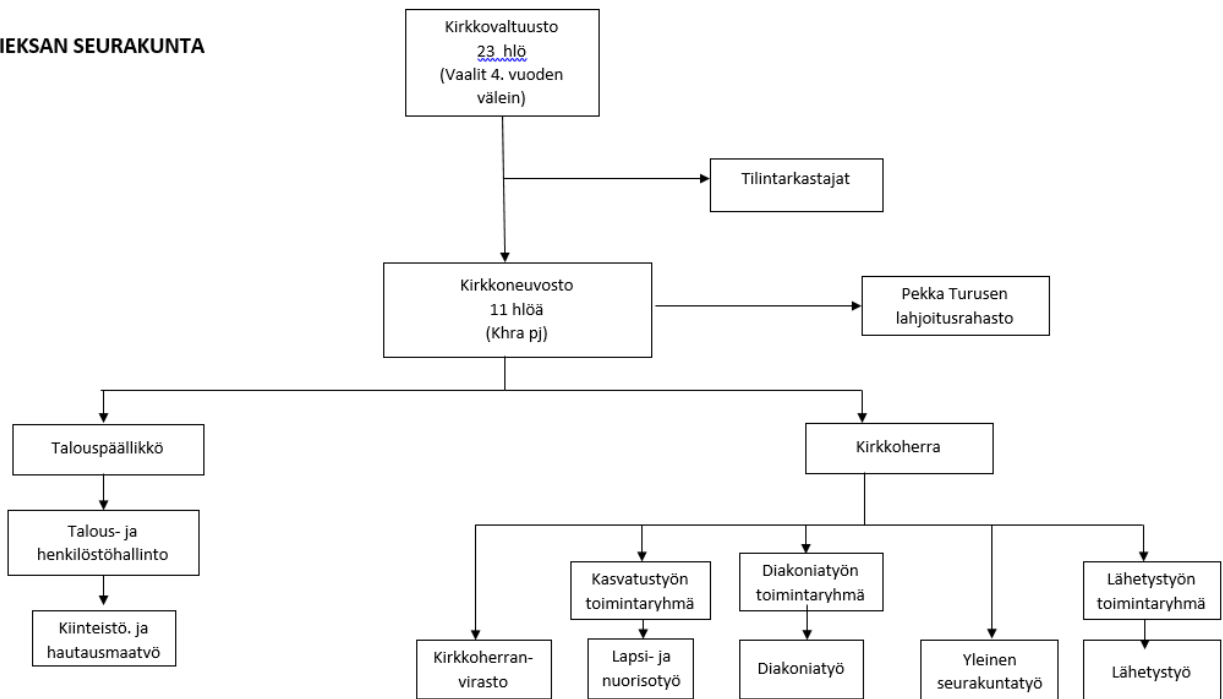 IEKSAN SEURAKUNTA
Kirkkovaltuusto
23 hlö
(Vaalit 4. vuoden
välein)
Tilintarkastajat
Kirkkoneuvosto
11 hlöä
(Khra pj)
Pekka Turusen
lahjoitusrahasto
Talouspäällikkö
Kirkkoherra
Talous- ja
henkilöstöhallinto
Kiinteistö. ja
hautausmaatyö
Kasvatustyön
toimintaryhmä
Diakoniatyön
toimintaryhmä
Lähetystyön
toimintaryhmä
Kirkkoherran-
virasto
Lapsi- ja
nuorisotyö
Diakoniatyö
Yleinen
seurakuntatyö
Lähetystyö